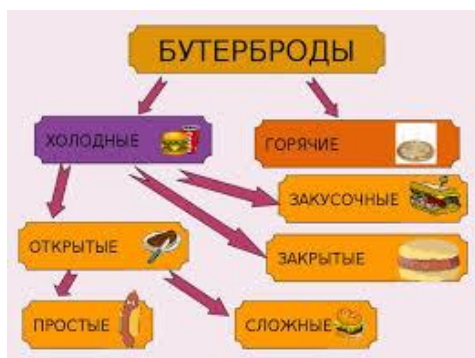 БУТЕРБРОДЫ
ХОЛОДНЫЕ
ГОРЯЧИЕ
ЗАКУСОЧНЫЕ
ОТКРЫТЫЕ
ЗАКРЫТЫЕ
ПРОСТЫЕ
СЛОЖНЫЕ